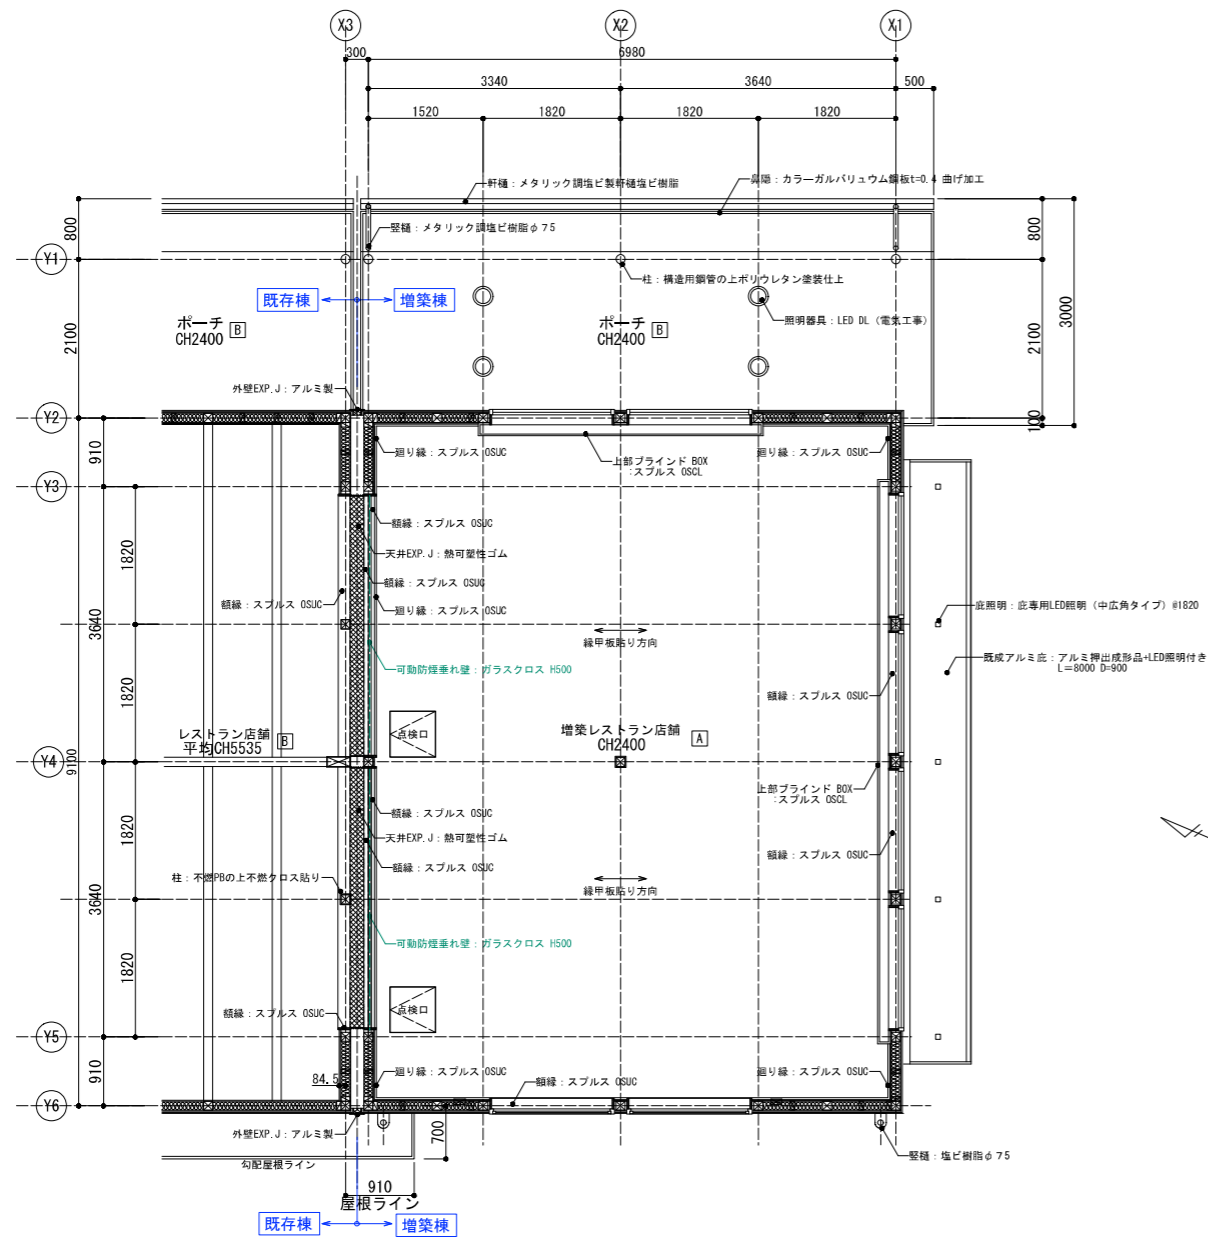 X3
X2
X1
300
6980
3340
3640
500
1520
1820
1820
1820
軒樋：メタリック調塩ビ製軒樋塩ビ樹脂
鼻隠：カラーガルバリュウム鋼板t=0.4 曲げ加工
800
竪樋：メタリック調塩ビ樹脂φ75
800
Y1
柱：構造用鋼管の上ポリウレタン塗装仕上
既存棟
増築棟
3000
照明器具：LED DL（電気工事）
ポーチ
CH2400
B
ポーチ
CH2400
B
2100
2100
外壁EXP.J：アルミ製
Y2
100
910
廻り縁：スプルス OSUC
上部ブラインド BOX
：スプルス OSCL
廻り縁：スプルス OSUC
Y3
額縁：スプルス OSUC
天井EXP.J：熱可塑性ゴム
1820
額縁：スプルス OSUC
額縁：スプルス OSUC
廻り縁：スプルス OSUC
庇照明：庇専用LED照明（中広角タイプ）@1820
3640
縁甲板貼り方向
既成アルミ庇：アルミ押出成形品+LED照明付き
L=8000 D=900
可動防煙垂れ壁：ガラスクロス H500
額縁：スプルス OSUC
1820
レストラン店舗
平均CH5535
B
点検口
増築レストラン店舗
CH2400
A
Y4
9100
上部ブラインド BOX
：スプルス OSCL
額縁：スプルス OSUC
1820
天井EXP.J：熱可塑性ゴム
額縁：スプルス OSUC
額縁：スプルス OSUC
柱：不燃PBの上不燃クロス貼り
縁甲板貼り方向
3640
可動防煙垂れ壁：ガラスクロス H500
1820
額縁：スプルス OSUC
点検口
Y5
910
84.5
廻り縁：スプルス OSUC
額縁：スプルス OSUC
廻り縁：スプルス OSUC
Y6
外壁EXP.J：アルミ製
700
竪樋：塩ビ樹脂φ75
勾配屋根ライン
910
屋根ライン
既存棟
増築棟